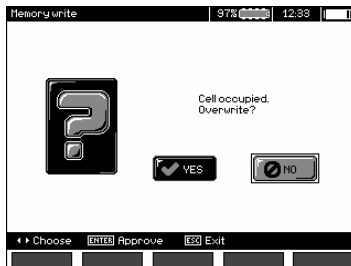 Memory write 97% 12:33
Cell occupied.
Overwrite?
YES NO
Choose ENTER Approve ESC Exit